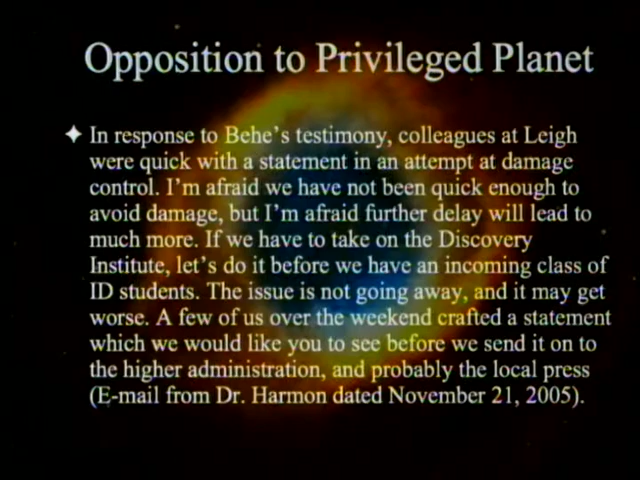 Opposition to Privileged Planet
✦ In response to Behe's testimony, colleagues at Leigh
were quick with a statement in an attempt at damage
control. I'm afraid we have not been quick enough to
avoid damage, but I'm afraid further delay will lead to
much more. If we have to take on the Discovery
Institute, let's do it before we have an incoming class of
ID students. The issue is not going away, and it may get
worse. A few of us over the weekend crafted a statement
which we would like you to see before we send it on to
the higher administration, and probably the local press
(E-mail from Dr. Harmon dated November 21, 2005).